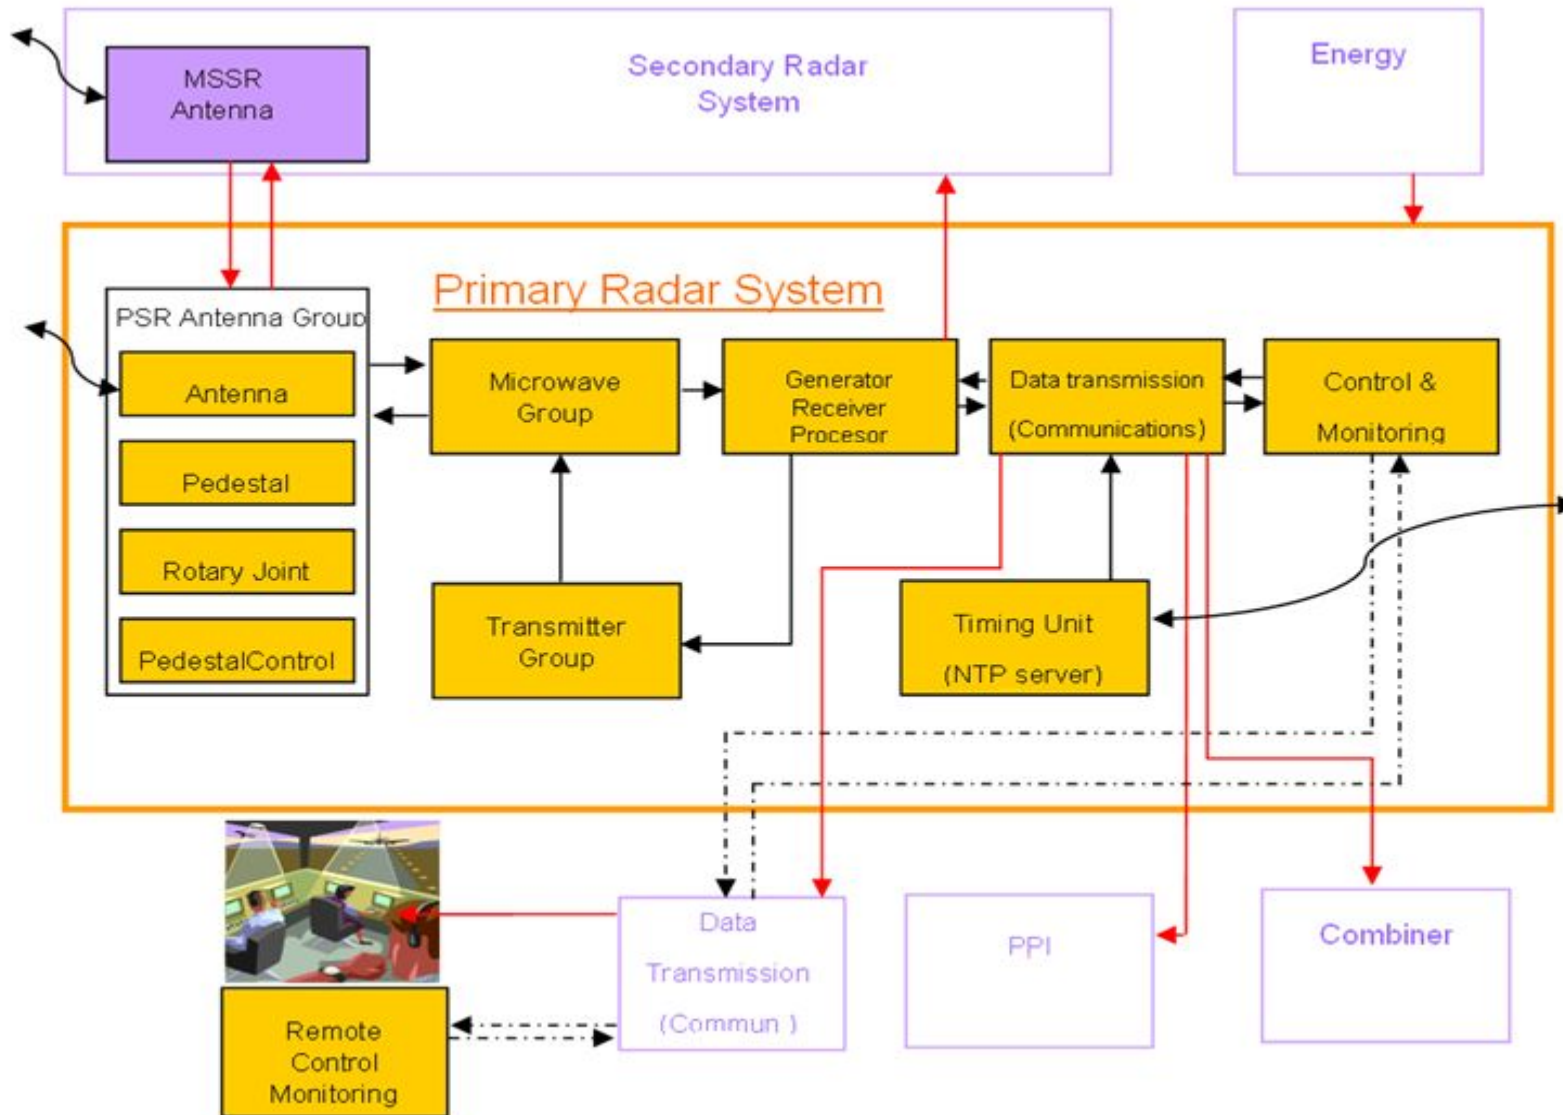 MSSR
Antenna
Secondary Radar
System
Energy
Primary Radar System
PSR Antenna Group
Antenna
Pedestal
Rotary Joint
PedestalControl
Microwave
Group
Generator
Receiver
Procesor
Data transmission
(Communications)
Control &
Monitoring
Transmitter
Group
Timing Unit
(NTP server)
Data
Transmission
(Commun )
PPI
Combiner
Remote
Control
Monitoring